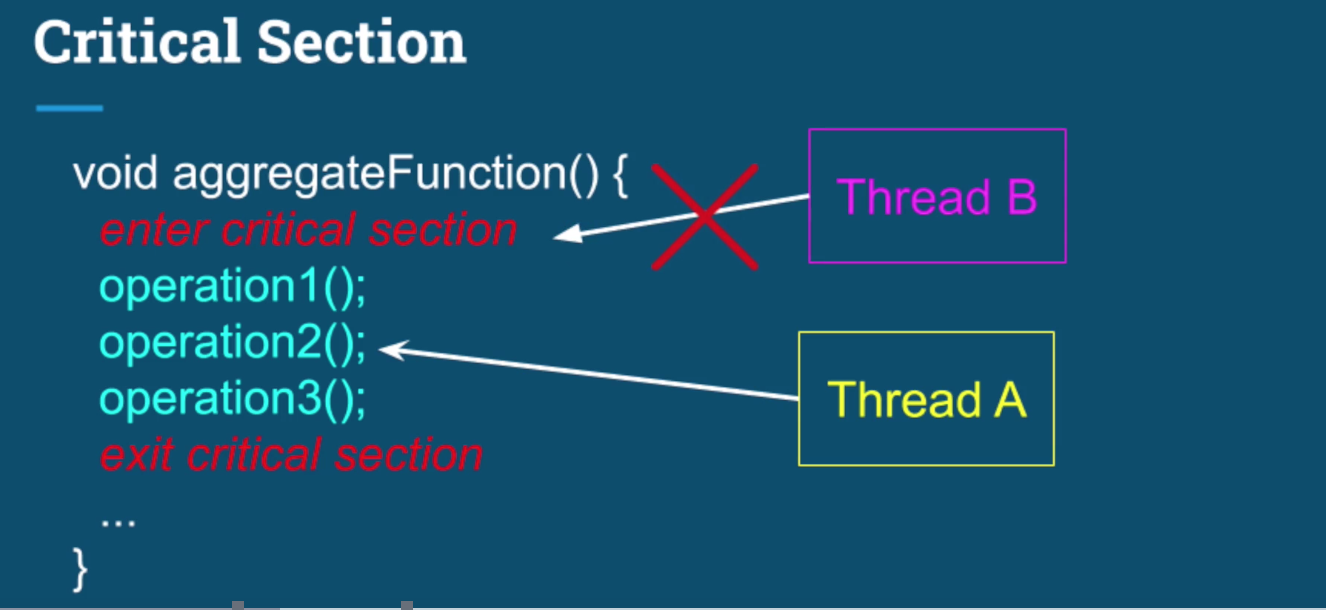 Critical Section
void aggregateFunction() {
enter critical section
Thread B
operation1();
operation2();
operation3();
Thread A
exit critical section
...
}